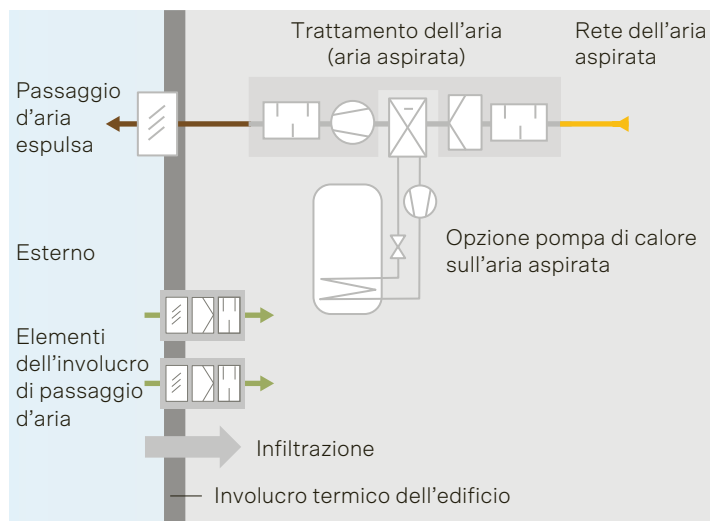 Trattamento dell'aria
(aria aspirata)
Rete dell'aria
aspirata
Passaggio
d'aria
espulsa
Esterno
Opzione pompa di calore
sull'aria aspirata
Elementi
dell'involucro
di passaggio
d'aria
Infiltrazione
Involucro termico dell'edificio